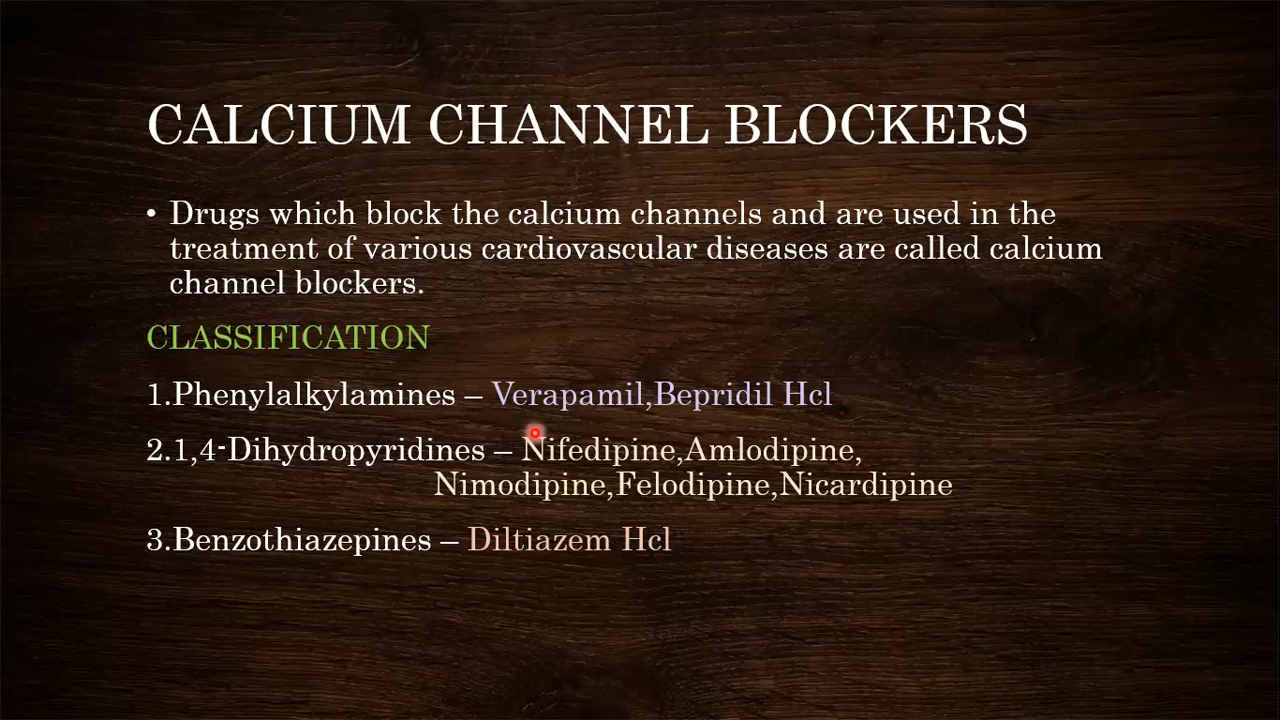 CALCIUM CHANNEL BLOCKERS
• Drugs which block the calcium channels and are used in the
treatment of various cardiovascular diseases are called calcium
channel blockers.
CLASSIFICATION
1.Phenylalkylamines – Verapamil,Bepridil Hcl
2.1,4-Dihydropyridines – Nifedipine,Amlodipine,
Nimodipine,Felodipine,Nicardipine
3.Benzothiazepines – Diltiazem Hcl